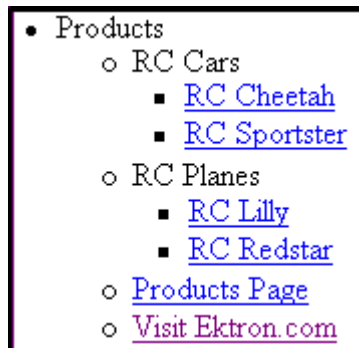 Products
RC Cars
RC Cheetah
RC Sportster
RC Planes
RC Lilly
RC Redstar
Products Page
Visit Ektron.com